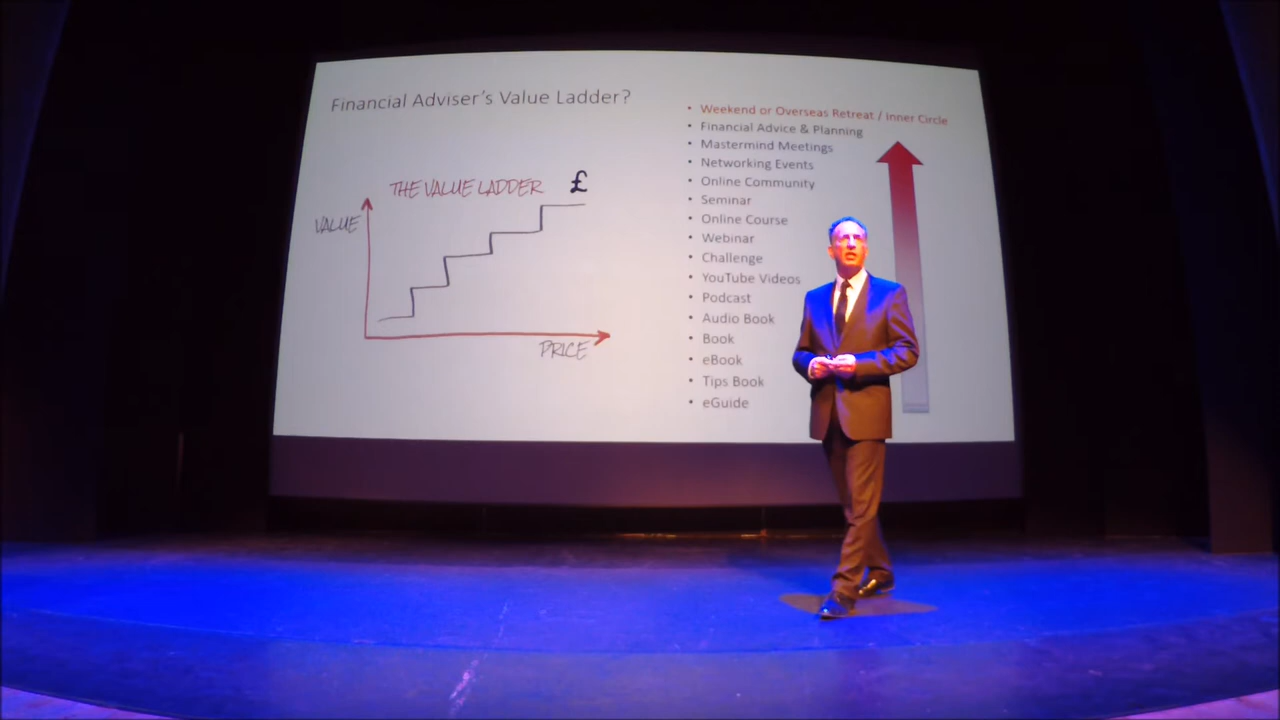 Financial Adviser's Value Ladder?
THE VALUE LADDER £
VALUE
PRICE
• Weekend or Overseas Retreat / Inner Circle
• Financial Advice & Planning
• Mastermind Meetings
• Networking Events
• Online Community
• Seminar
• Online Course
• Webinar
• Challenge
• YouTube Videos
• Podcast
• Audio Book
• Book
• eBook
• Tips Book
• eGuide